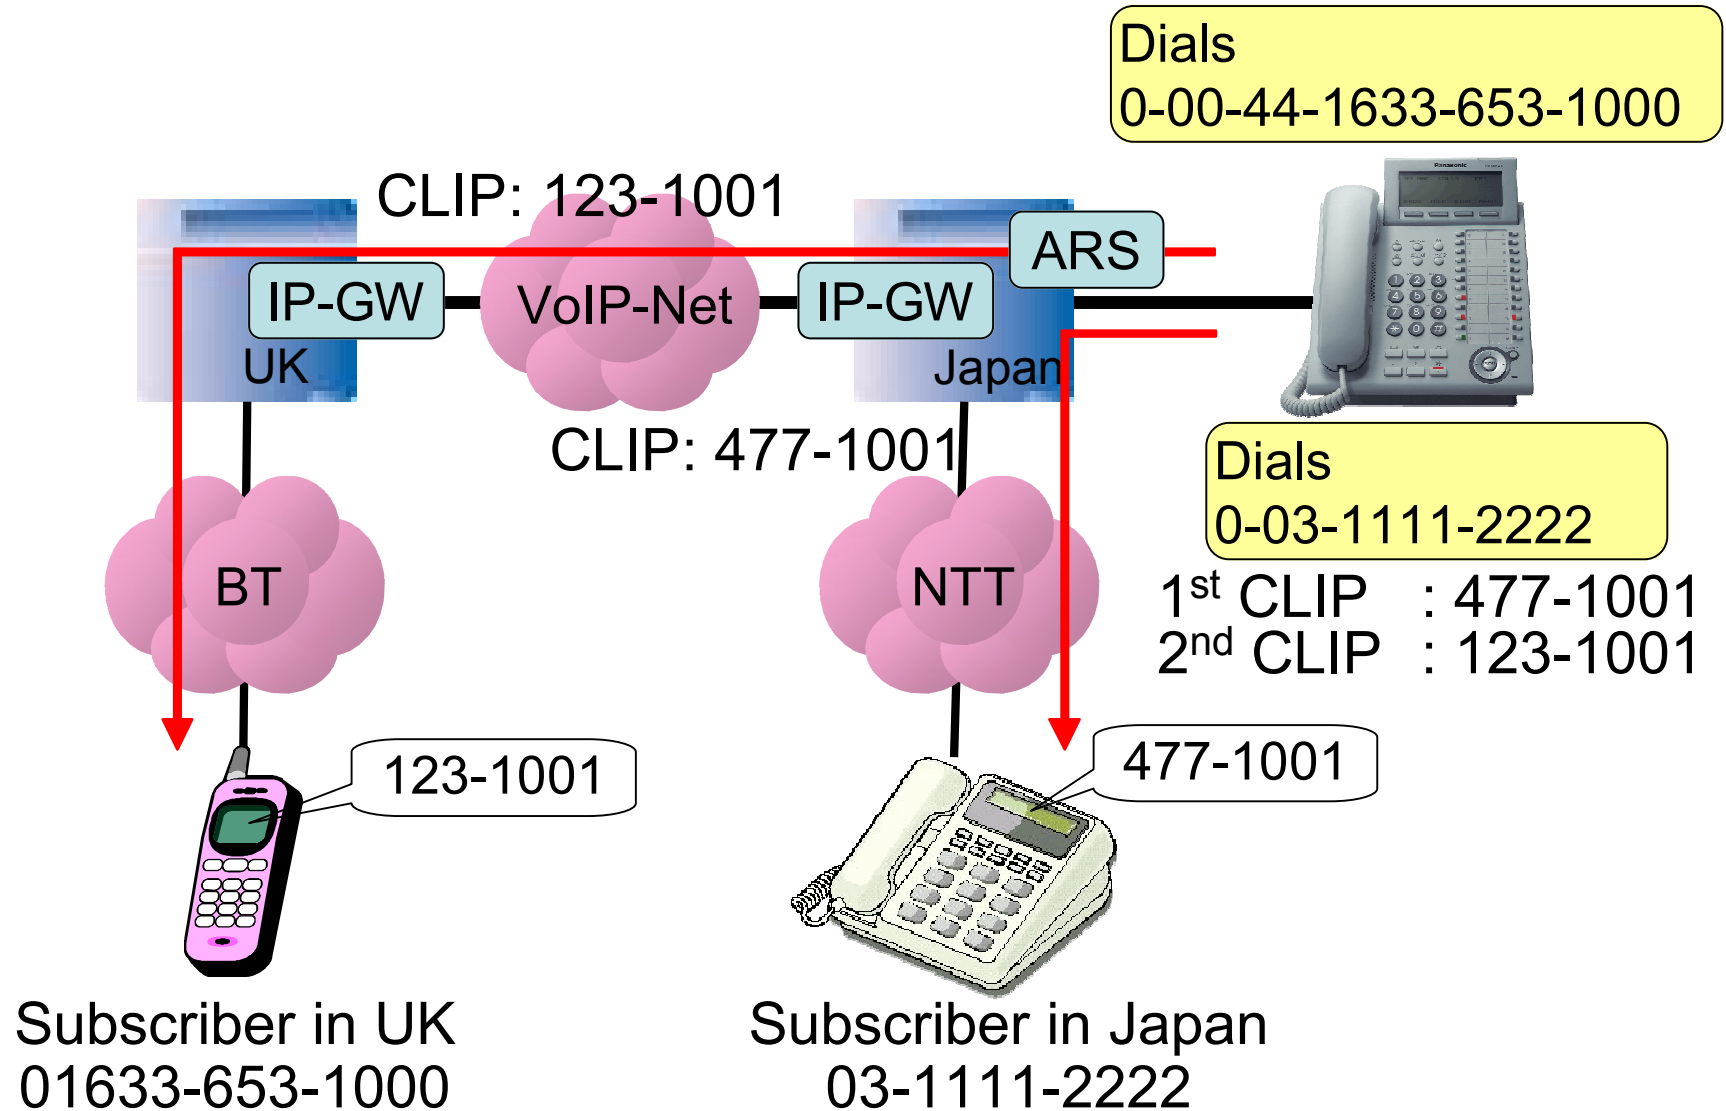 Dials
0-00-44-1633-653-1000
Panasonic
CLIP: 123-1001
ARS
IP-GW
VoIP-Net
IP-GW
UK
Japan
CLIP: 477-1001
Dials
0-03-1111-2222
1st CLIP : 477-1001
2nd CLIP : 123-1001
BT
NTT
123-1001
477-1001
Subscriber in UK
01633-653-1000
Subscriber in Japan
03-1111-2222